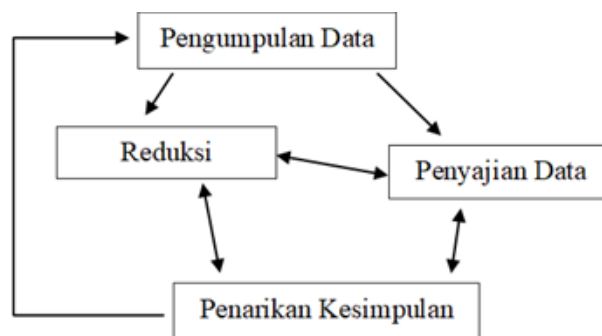 Pengumpulan Data
Reduksi
Penyajian Data
Penarikan Kesimpulan